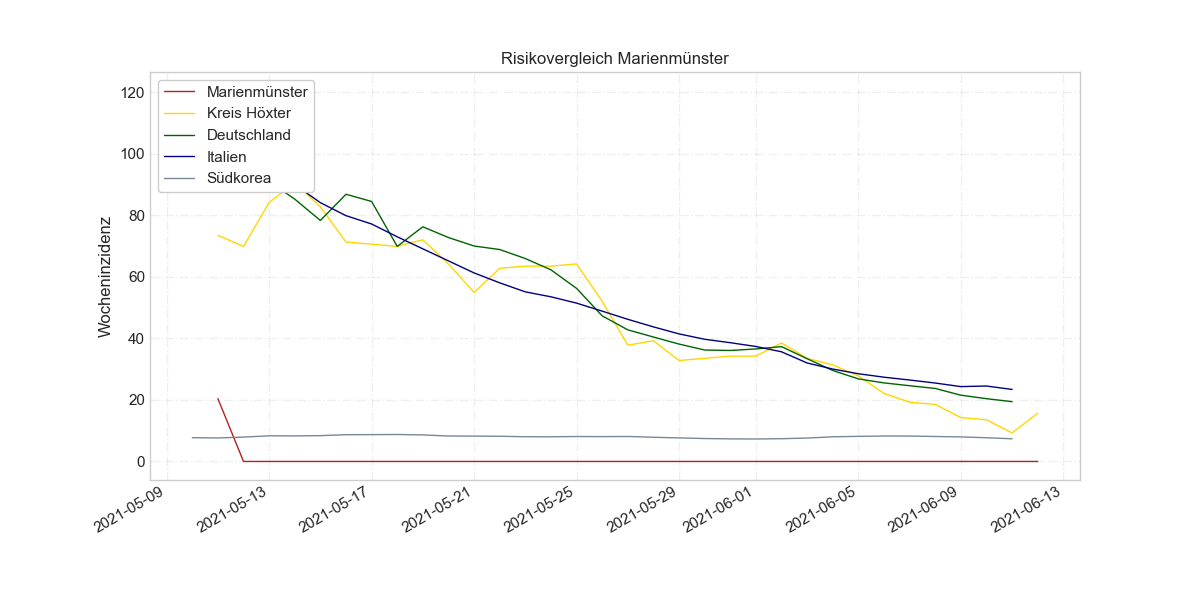 Risikovergleich Marienmünster
Marienmünster
Kreis Höxter
Deutschland
Italien
Südkorea
Wocheninzidenz
120
100
80
60
40
20
0
2021-05-09
2021-05-13
2021-05-17
2021-05-21
2021-05-25
2021-05-29
2021-06-01
2021-06-05
2021-06-09
2021-06-13